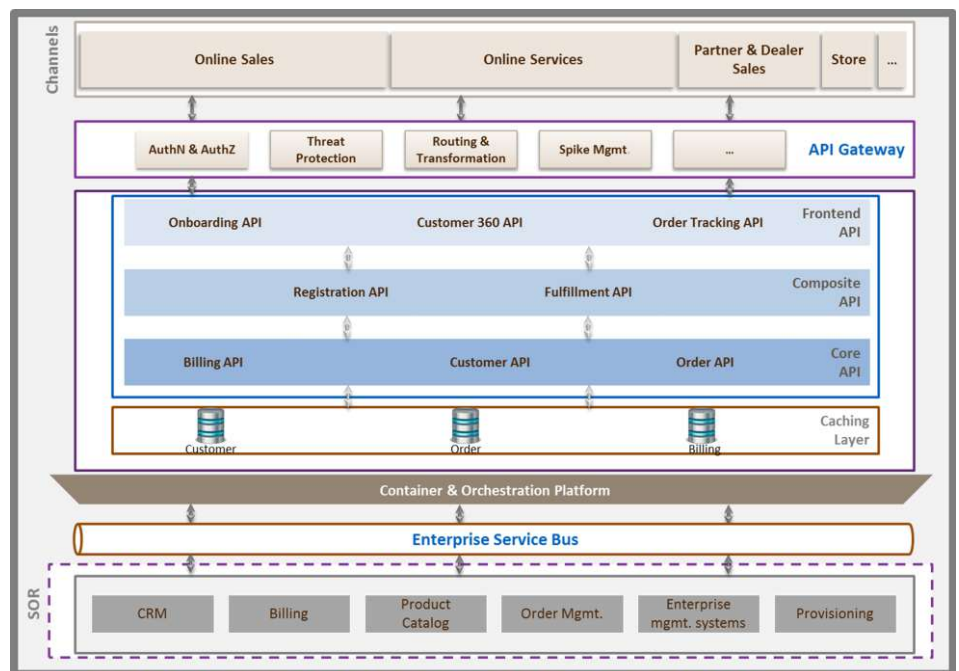 Channels
Online Sales
Online Services
Partner & Dealer
Sales
Store
...
AuthN & AuthZ
Threat
Protection
Routing &
Transformation
Spike Mgmt.
...
API Gateway
Onboarding API
Customer 360 API
Order Tracking API
Frontend
API
Registration API
Fulfillment API
Composite
API
Billing API
Customer API
Order API
Core
API
Customer
Order
Billing
Caching
Layer
Container & Orchestration Platform
Enterprise Service Bus
SOR
CRM
Billing
Product
Catalog
Order Mgmt.
Enterprise
mgmt. systems
Provisioning